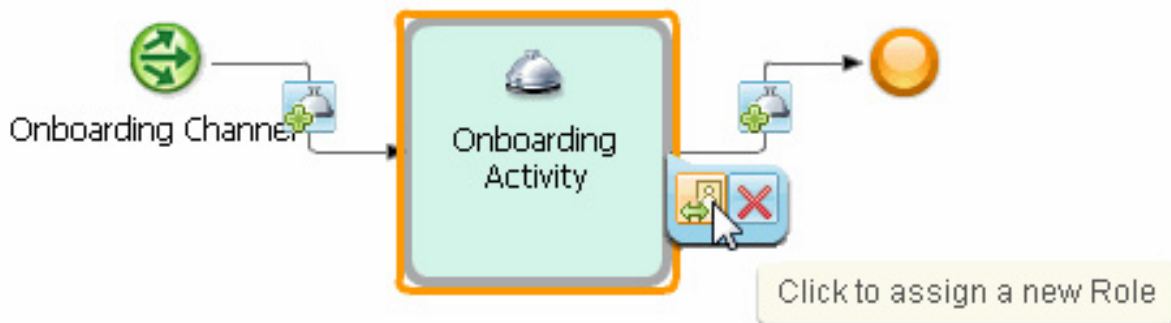 Onboarding Channel
Onboarding
Activity
Click to assign a new Role